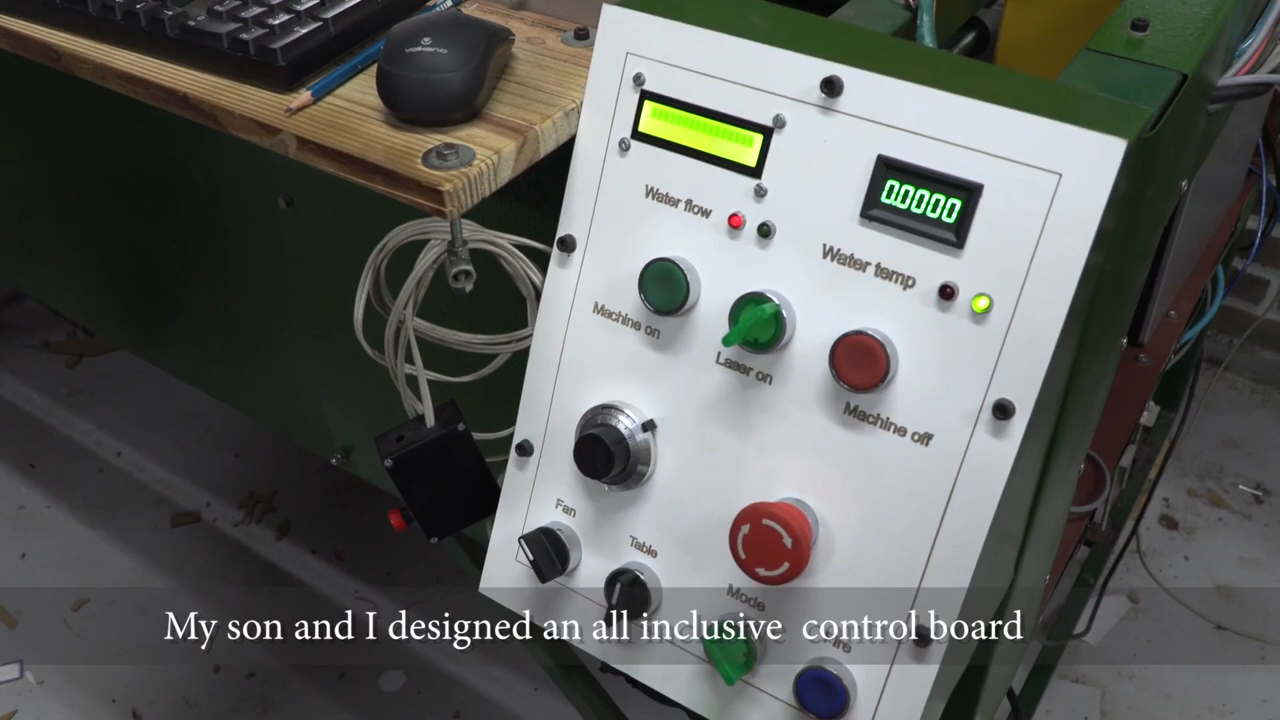 Water flow
0.0000
Water temp
Machine on
Laser on
Machine off
Fan
Table
Mode
My son and I designed an all inclusive control board